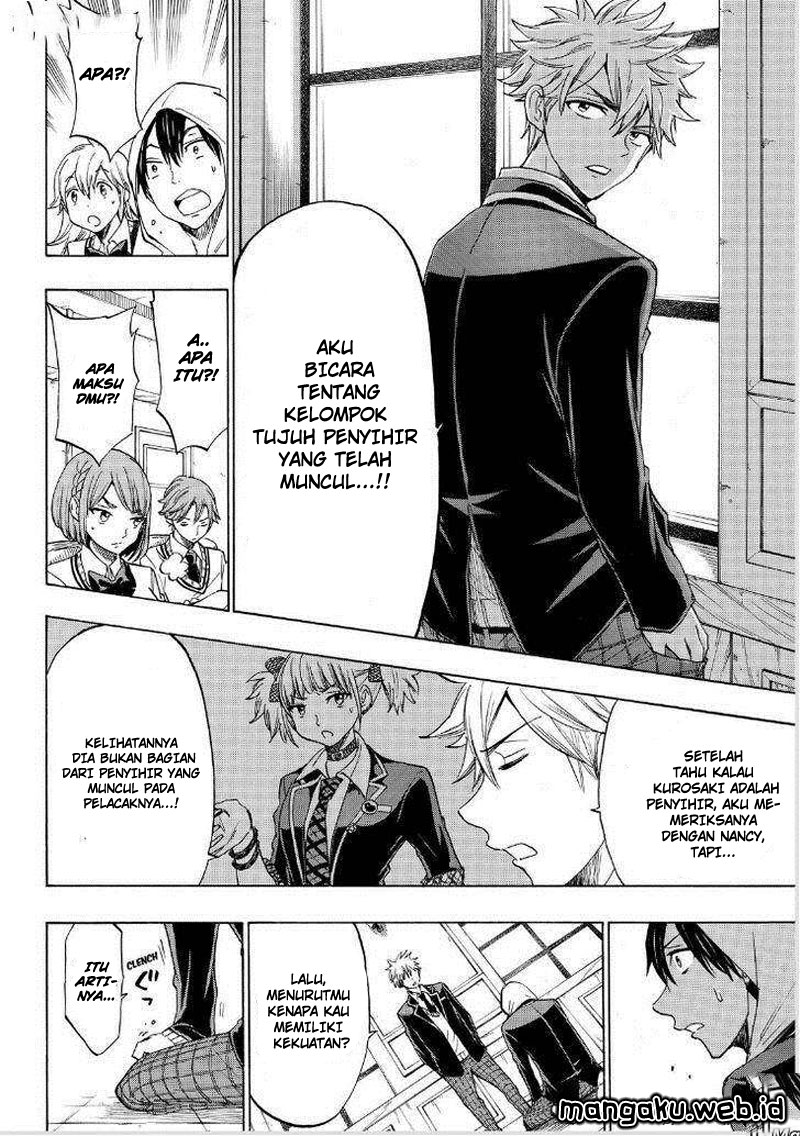 AKU
BICARA
TENTANG
KELOMPOK
TUJUH PENYIHIR
YANG TELAH
MUNCUL...!!
APA?!
A..
APA
ITU?!
APA
MAKSU
DMU?!
SETELAH
TAHU KALAU
KUROSAKI ADALAH
PENYIHIR, AKU ME-
MERIKSANYA
DENGAN NANCY,
TAPI...
KELIHATANNYA
DIA BUKAN BAGIAN
DARI PENYIHIR YANG
MUNCUL PADA
PELACAKNYA...!
LALU,
MENURUTMU
KENAPA KAU
MEMILIKI
KEKUATAN?
CLENCH
ぐっ
ITU
ARTI-
NYA...
mangaku.web.id